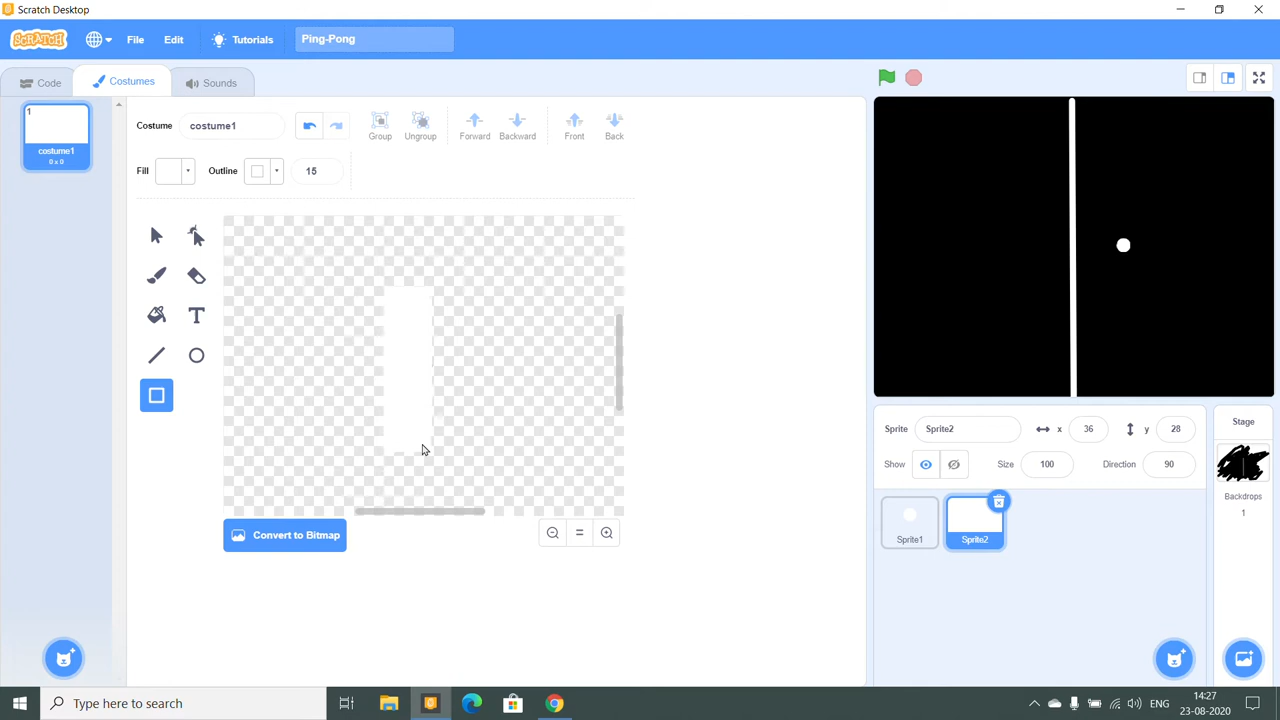 Scratch Desktop
SCRATCH File Edit Tutorials Ping-Pong
Code Costumes Sounds
1
costume1
0 x 0
Costume costume1 Group Ungroup Forward Backward Front Back
Fill Outline 15
Convert to Bitmap
Sprite Sprite2 x 36 y 28
Show Size 100 Direction 90
Stage
Backdrops
1
Sprite1 Sprite2
Type here to search
ENG
14:27
23-08-2020